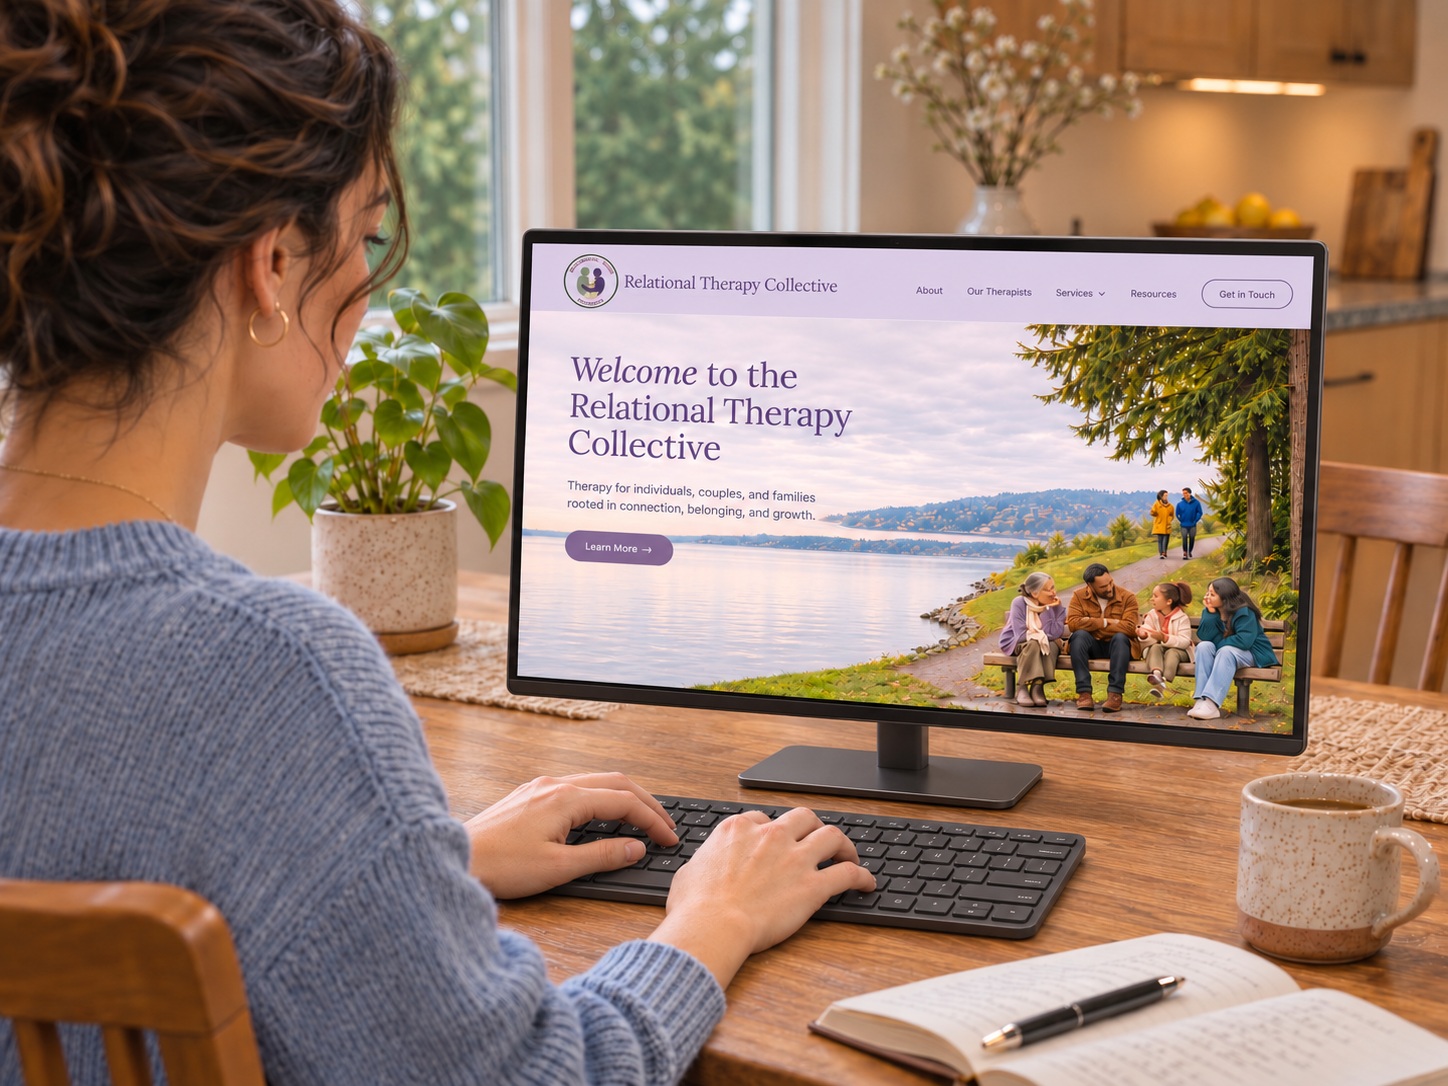 Relational Therapy Collective
About
Our Therapists
Services
Resources
Get in Touch
Welcome to the
Relational Therapy
Collective
Therapy for individuals, couples, and families
rooted in connection, belonging, and growth.
Learn More →